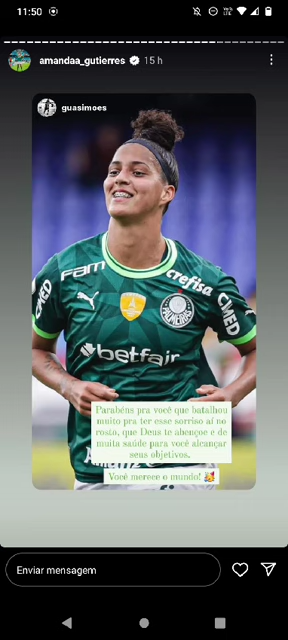 11:50
amandaa_gutierres 15 h
guasimoes
FAM
crefisa
CMED
CMED
PALMEIRAS
betfair
Parabéns pra você que batalhou
muito pra ter esse sorriso aí no
rosto, que Deus te abençoe e de
muita saúde para você alcançar
seus objetivos.
Você merece o mundo! 🎉
Enviar mensagem